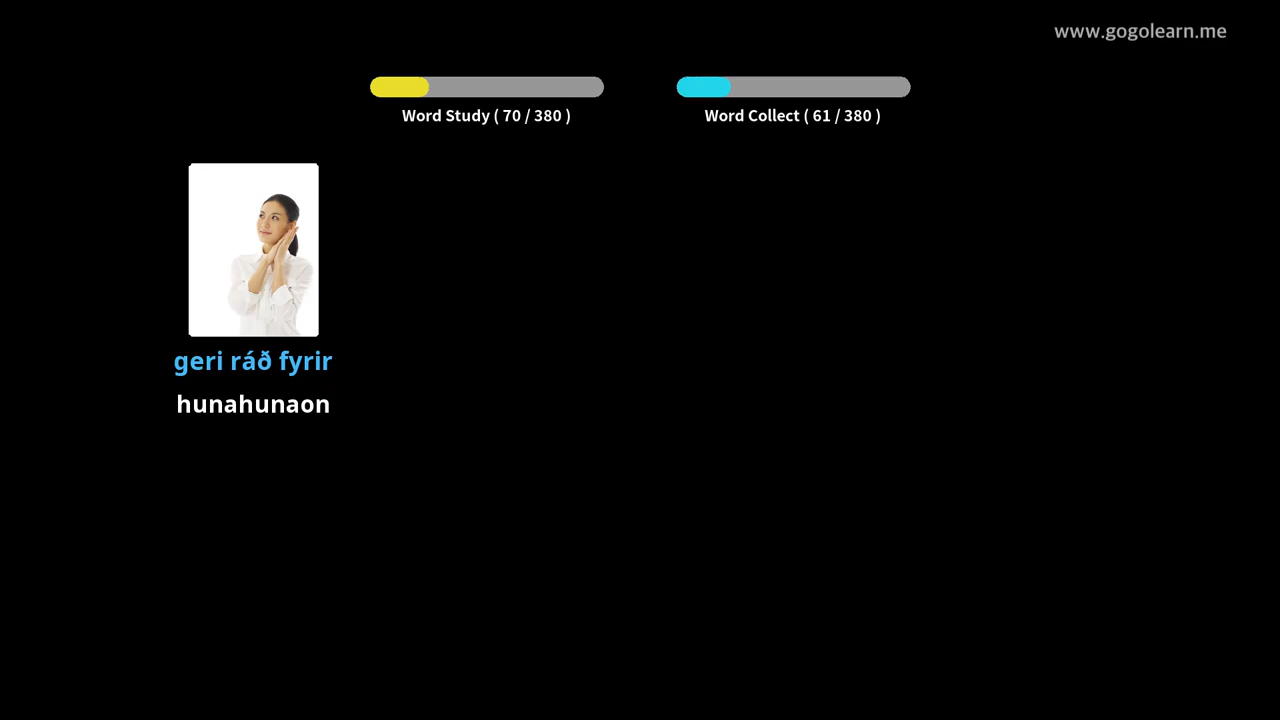 www.gogolearn.me
Word Study ( 70 / 380 )
Word Collect ( 61 / 380 )
geri ráð fyrir
hunahunaon